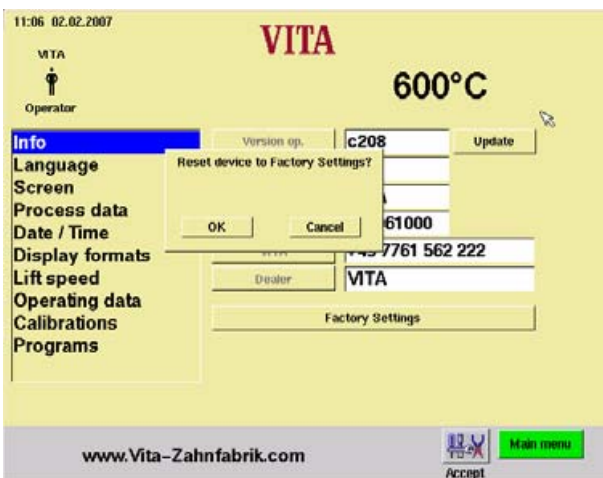 11:06 02.02.2007
VITA
VITA
Operator
600°C
Info
Language
Screen
Process data
Date / Time
Display formats
Lift speed
Operating data
Calibrations
Programs
Version op.
c208
Update
Reset device to Factory Settings?
OK
Cancel
61000
7761 562 222
Dealer
VITA
Factory Settings
www.Vita-Zahnfabrik.com
Accept
Main menu